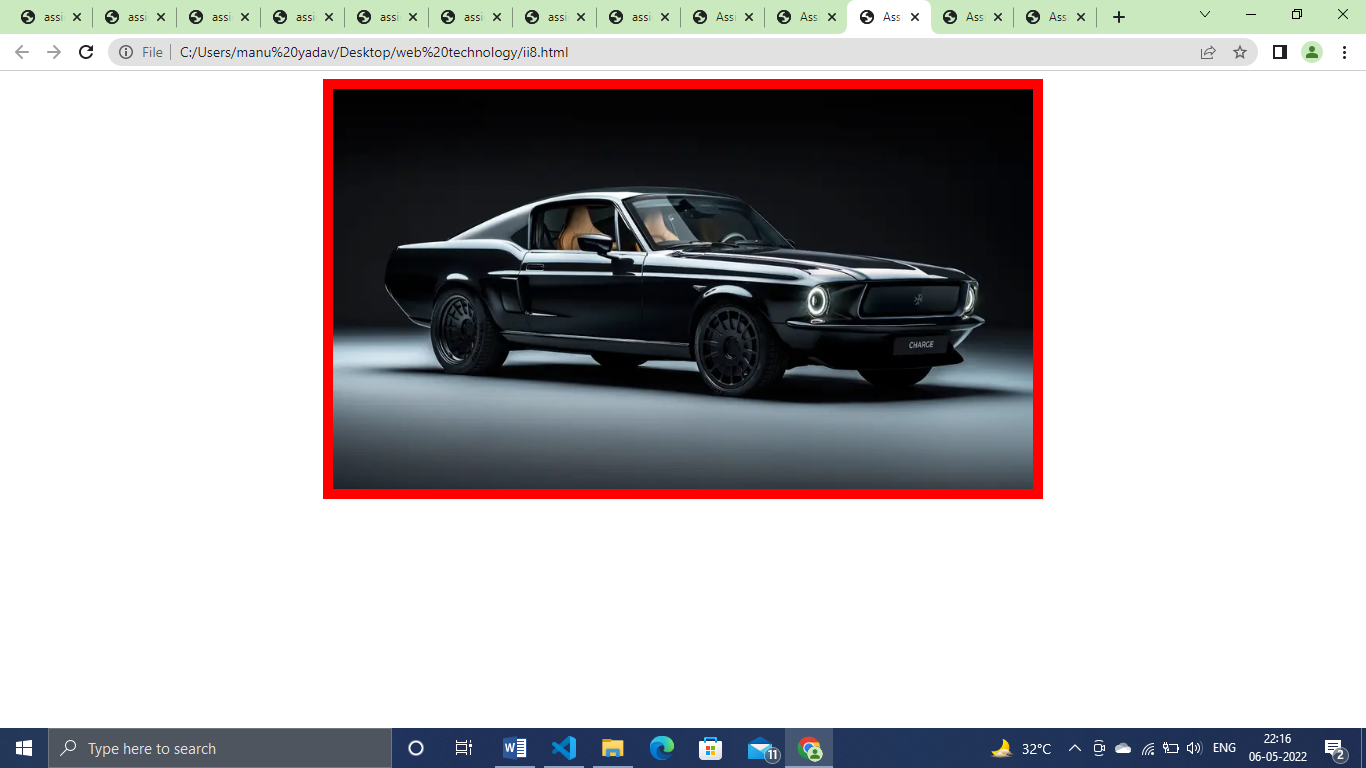 assi assi assi assi assi assi assi assi Assi Ass Ass Ass Ass
File C:/Users/manu%20yadav/Desktop/web%20technology/ii8.html
CHARGE
Type here to search
11
32°C
ENG
22:16
06-05-2022
2